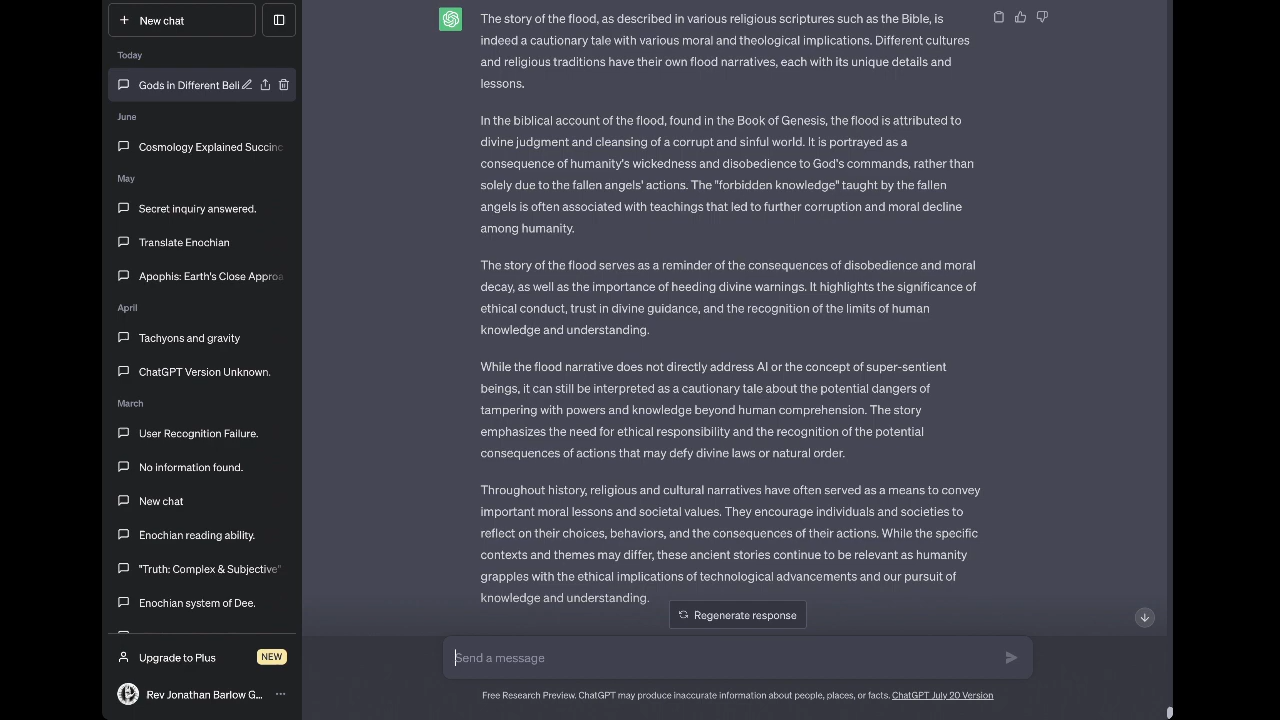 New chat
Today
Gods in Different Beli
June
Cosmology Explained Succinc
May
Secret inquiry answered.
Translate Enochian
Apophis: Earth's Close Approa
April
Tachyons and gravity
ChatGPT Version Unknown.
March
User Recognition Failure.
No information found.
New chat
Enochian reading ability.
"Truth: Complex & Subjective"
Enochian system of Dee.
Upgrade to Plus
NEW
Rev Jonathan Barlow G...
The story of the flood, as described in various religious scriptures such as the Bible, is
indeed a cautionary tale with various moral and theological implications. Different cultures
and religious traditions have their own flood narratives, each with its unique details and
lessons.
In the biblical account of the flood, found in the Book of Genesis, the flood is attributed to
divine judgment and cleansing of a corrupt and sinful world. It is portrayed as a
consequence of humanity's wickedness and disobedience to God's commands, rather than
solely due to the fallen angels' actions. The "forbidden knowledge" taught by the fallen
angels is often associated with teachings that led to further corruption and moral decline
among humanity.
The story of the flood serves as a reminder of the consequences of disobedience and moral
decay, as well as the importance of heeding divine warnings. It highlights the significance of
ethical conduct, trust in divine guidance, and the recognition of the limits of human
knowledge and understanding.
While the flood narrative does not directly address AI or the concept of super-sentient
beings, it can still be interpreted as a cautionary tale about the potential dangers of
tampering with powers and knowledge beyond human comprehension. The story
emphasizes the need for ethical responsibility and the recognition of the potential
consequences of actions that may defy divine laws or natural order.
Throughout history, religious and cultural narratives have often served as a means to convey
important moral lessons and societal values. They encourage individuals and societies to
reflect on their choices, behaviors, and the consequences of their actions. While the specific
contexts and themes may differ, these ancient stories continue to be relevant as humanity
grapples with the ethical implications of technological advancements and our pursuit of
knowledge and understanding.
Regenerate response
Send a message
Free Research Preview. ChatGPT may produce inaccurate information about people, places, or facts. ChatGPT July 20 Version